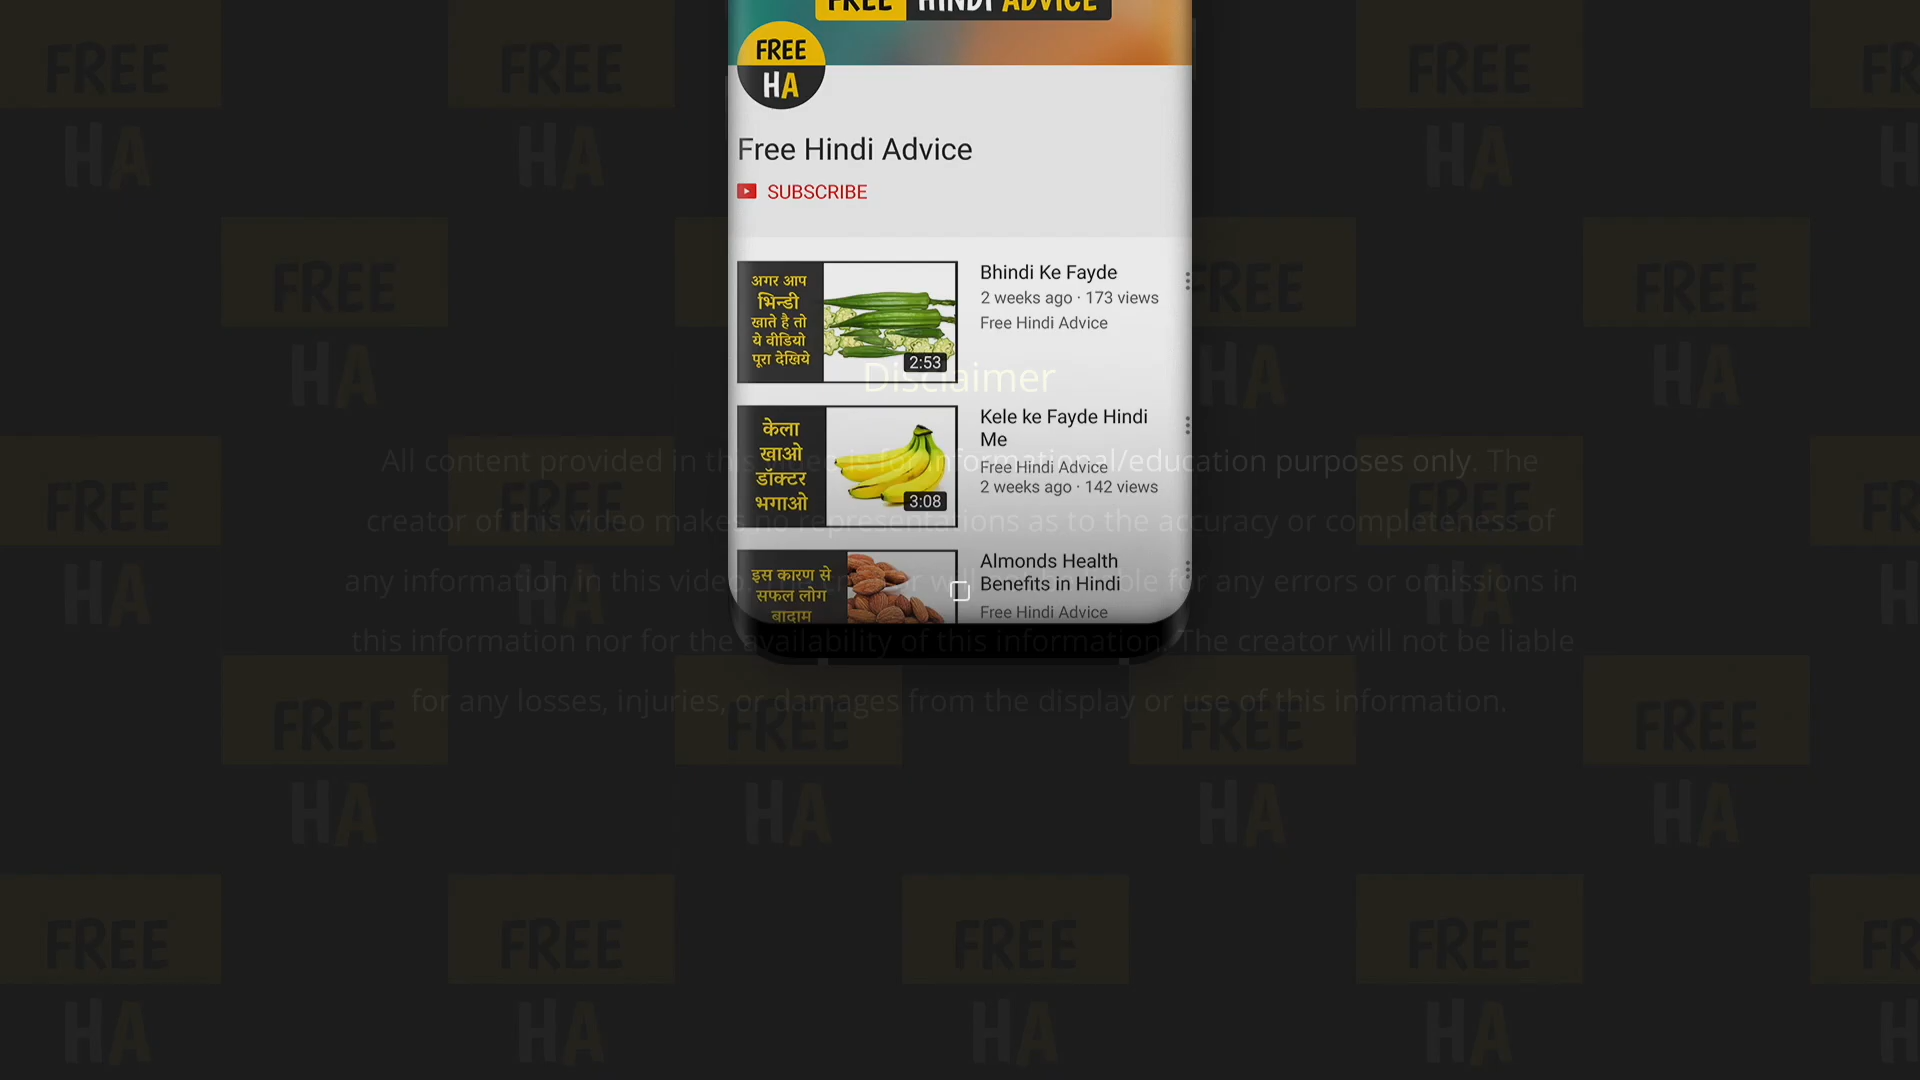 FREE HINDI ADVICE
FREE
HA
Free Hindi Advice
SUBSCRIBE
अगर आप
भिन्डी
खाते है तो
ये वीडियो
पूरा देखिये
2:53
Bhindi Ke Fayde
2 weeks ago · 173 views
Free Hindi Advice
Disclaimer
केला
खाओ
डॉक्टर
भगाओ
3:08
Kele ke Fayde Hindi
Me
Free Hindi Advice
2 weeks ago · 142 views
All content provided in this video is for informational/education purposes only. The
creator of this video makes no representations as to the accuracy or completeness of
any information in this video for any errors or omissions in
this information nor for the availability of this information. The creator will not be liable
for any losses, injuries, or damages from the display or use of this information.
इस कारण से
सफल लोग
बादाम
Almonds Health
Benefits in Hindi
Free Hindi Advice